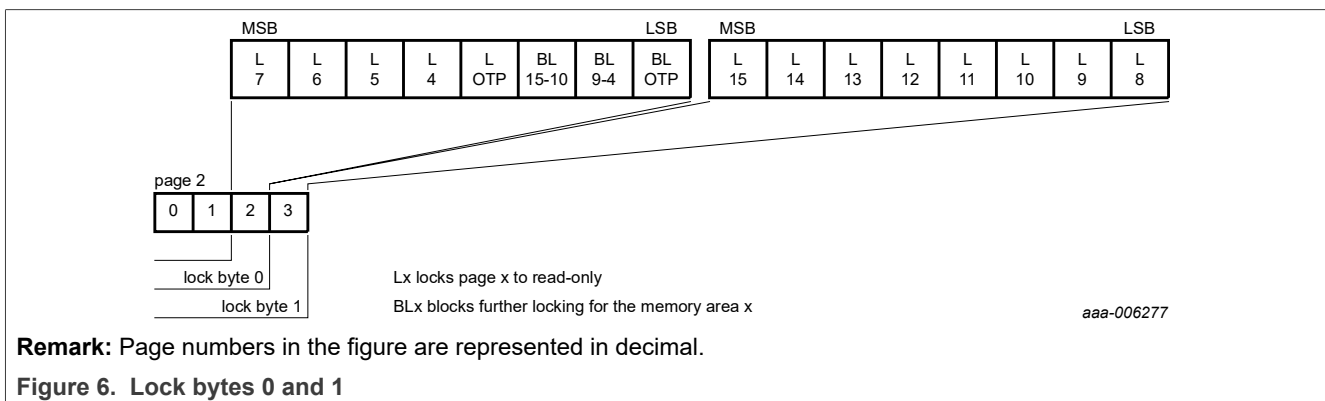 MSB LSB MSB LSB
L 7 L 6 L 5 L 4 L OTP BL 15-10 BL 9-4 BL OTP L 15 L 14 L 13 L 12 L 11 L 10 L 9 L 8
page 2
0 1 2 3
lock byte 0 Lx locks page x to read-only
lock byte 1 BLx blocks further locking for the memory area x aaa-006277
Remark: Page numbers in the figure are represented in decimal.
Figure 6. Lock bytes 0 and 1